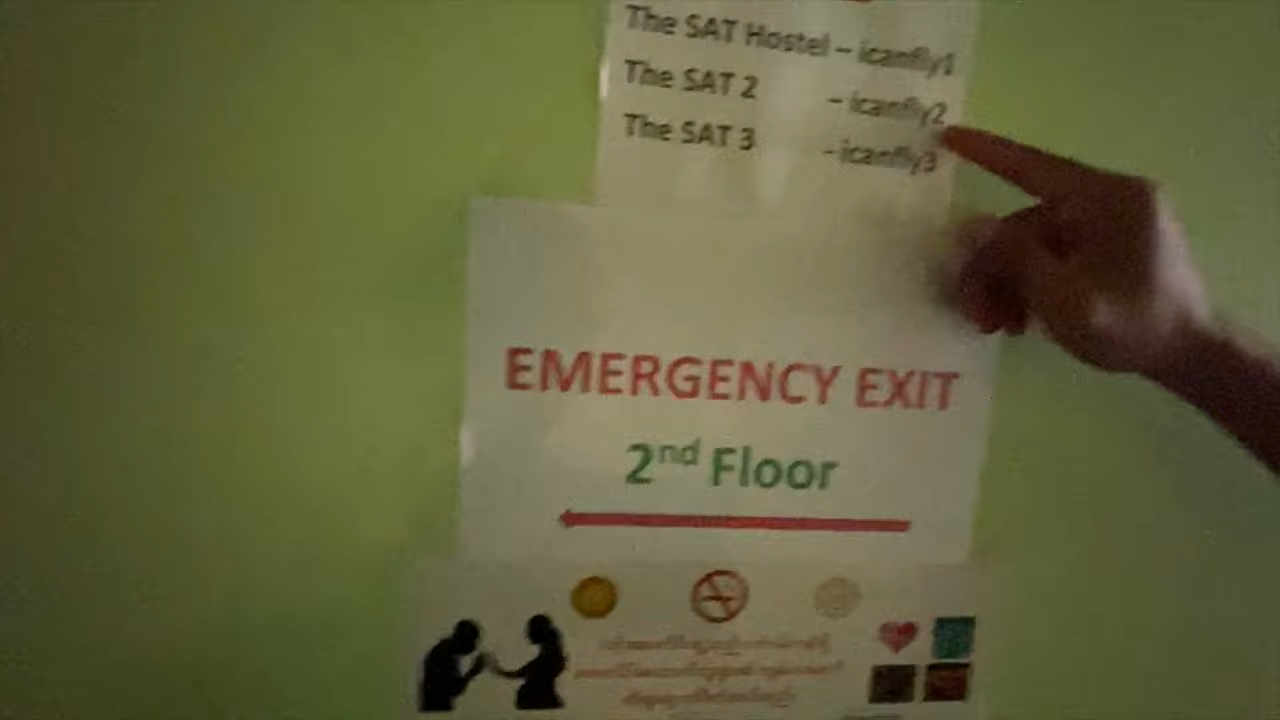 The SAT Hostel – icanfly1
The SAT 2 – icanfly2
The SAT 3 - icanfly3
EMERGENCY EXIT
2nd Floor